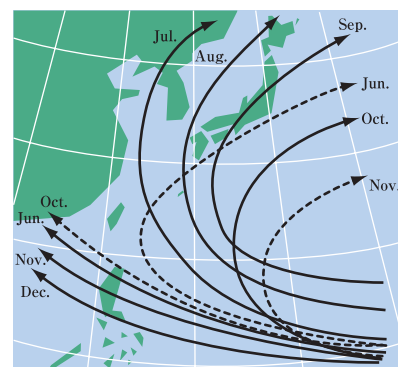 Sep.
Jul.
Aug.
Jun.
Oct.
Nov.
Oct.
Jun.
Nov.
Dec.